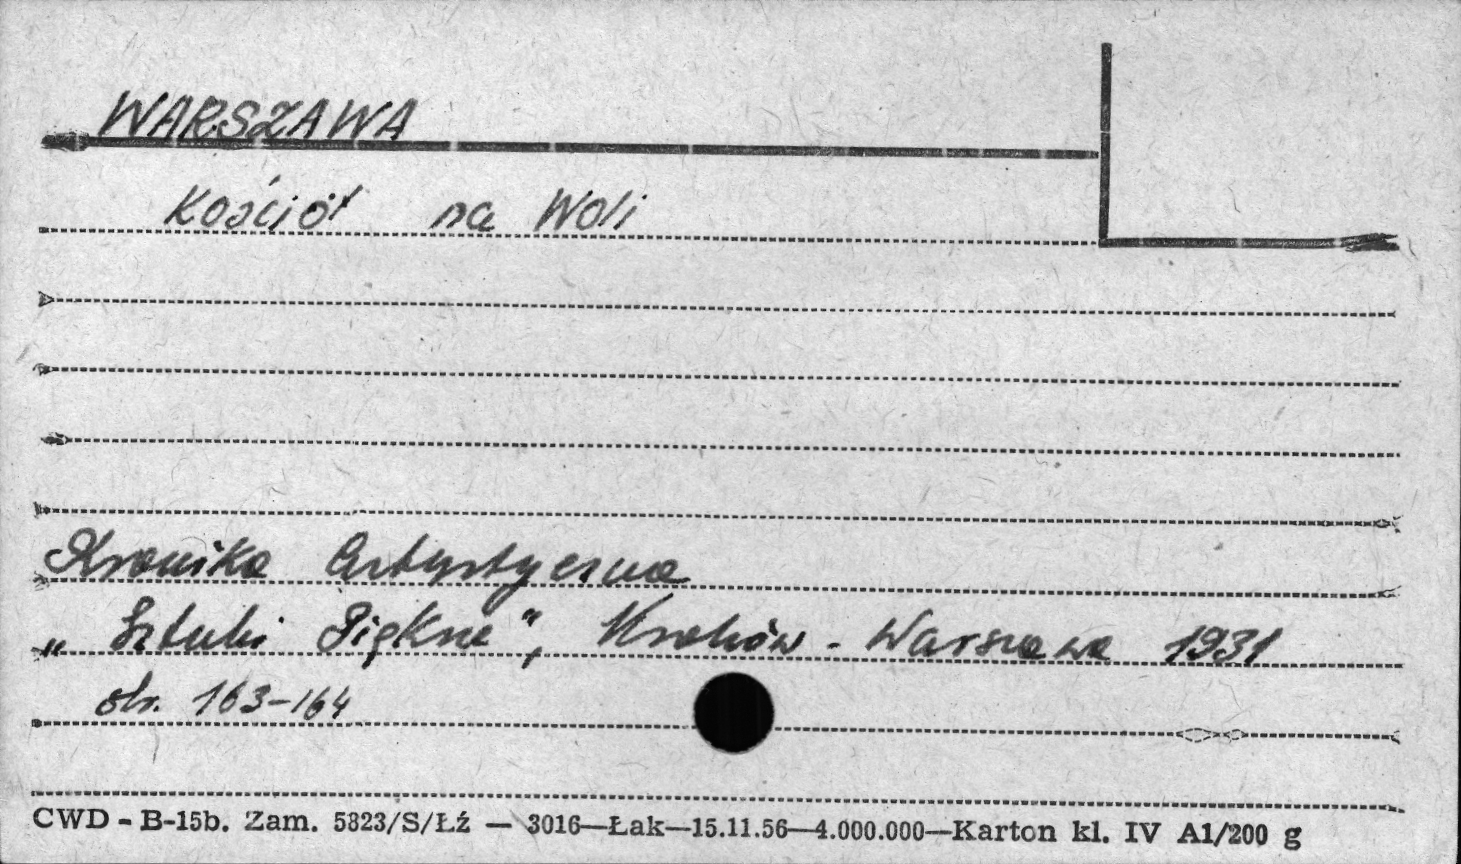 WARSZAWA
Kościół na Woli
Kronika Artystyczna
„Sztuki Piękne", Kraków - Warszawa 1931
str. 163-164
CWD - B-15b. Zam. 5823/S/Łź — 3016—Łak—15.11.56—4.000.000—Karton kl. IV A1/200 g